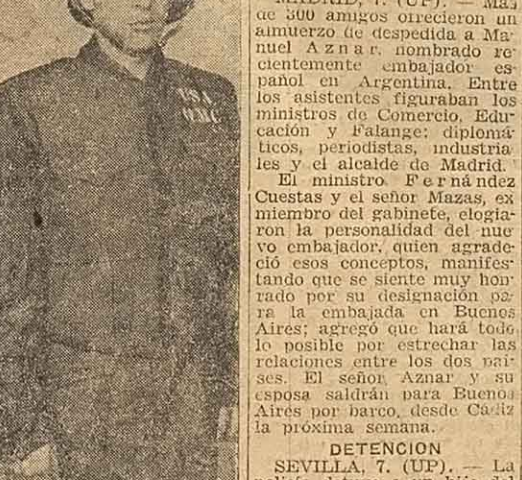 USA
OMC
MADRID, 7. (UP). — Más
de 300 amigos ofrecieron un
almuerzo de despedida a Ma-
nuel Aznar, nombrado re-
cientemente embajador es-
pañol en Argentina. Entre
los asistentes figuraban los
ministros de Comercio, Edu-
cación y Falange; diplomá-
ticos, periodistas, industria
les y el alcalde de Madrid.
El ministro Fernández
Cuestas y el señor Mazas, ex
miembro del gabinete, elogia-
ron la personalidad del nue
vo embajador, quien agrade-
ció esos conceptos, manifes-
tando que se siente muy hon-
rado por su designación pa-
ra la embajada en Buenos
Aires; agregó que hará todo
lo posible por estrechar las
relaciones entre los dos paí-
ses. El señor Aznar y su
esposa saldrán para Buenos
Aires por barco, desde Cádiz
la próxima semana.
DETENCION
SEVILLA, 7. (UP). — La